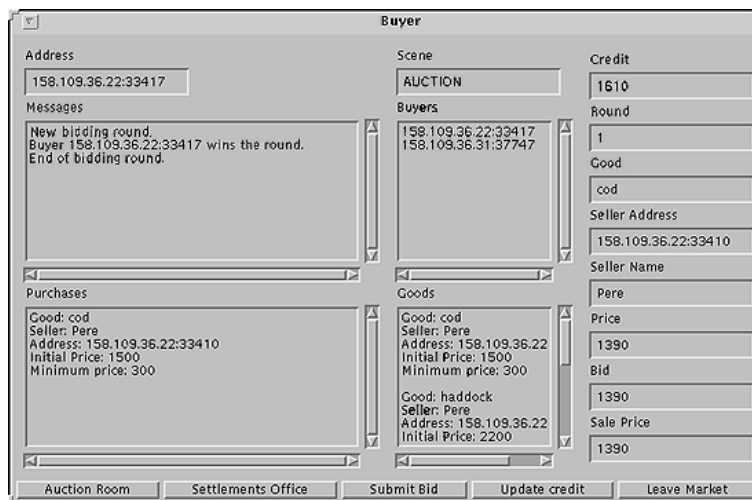 Buyer
Address
158.109.36.22:33417
Messages
New bidding round.
Buyer 158.109.36.22:33417 wins the round.
End of bidding round.
Scene
AUCTION
Buyers
158.109.36.22:33417
158.109.36.31:37747
Credit
1610
Round
1
Good
cod
Seller Address
158.109.36.22:33410
Seller Name
Pere
Price
1390
Bid
1390
Sale Price
1390
Purchases
Good: cod
Seller: Pere
Address: 158.109.36.22:33410
Initial Price: 1500
Minimum price: 300
Goods
Good: cod
Seller: Pere
Address: 158.109.36.22
Initial Price: 1500
Minimum price: 300
Good: haddock
Seller: Pere
Address: 158.109.36.22
Initial Price: 2200
Auction Room
Settlements Office
Submit Bid
Update credit
Leave Market